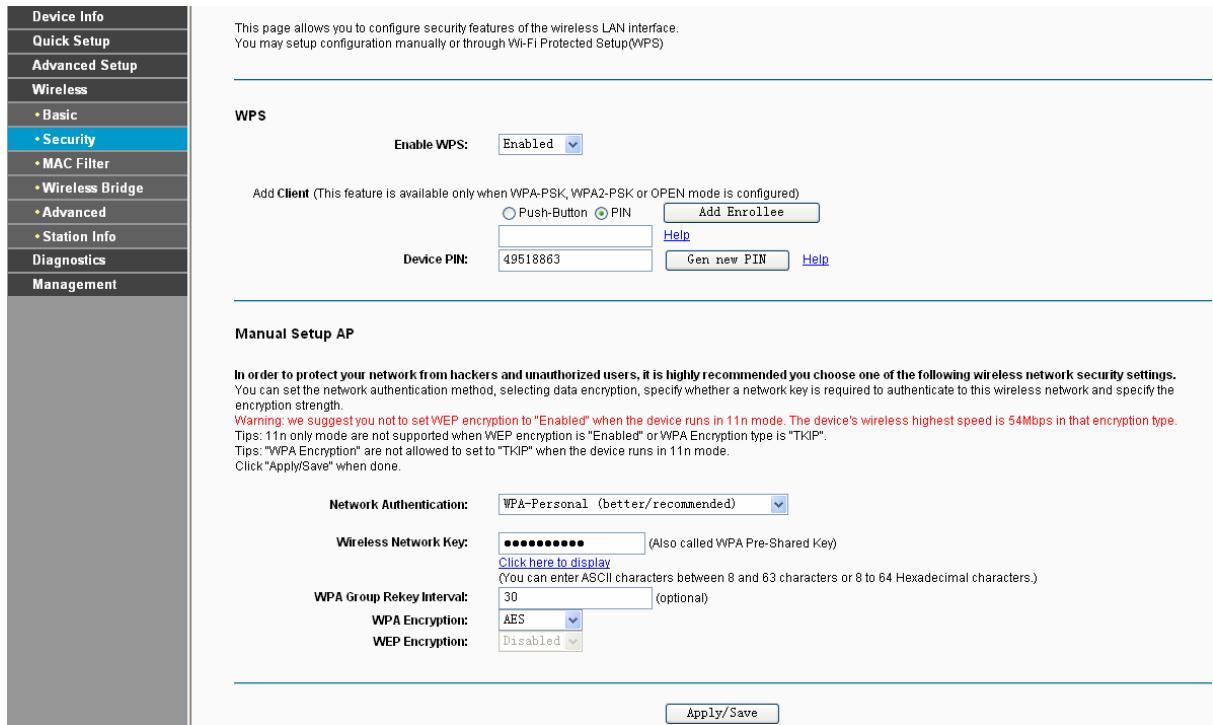 Device Info
Quick Setup
Advanced Setup
Wireless
• Basic
• Security
• MAC Filter
• Wireless Bridge
• Advanced
• Station Info
Diagnostics
Management
This page allows you to configure security features of the wireless LAN interface.
You may setup configuration manually or through Wi-Fi Protected Setup(WPS)
WPS
Enable WPS: Enabled
Add Client (This feature is available only when WPA-PSK, WPA2-PSK or OPEN mode is configured)
Push-Button PIN Add Enrollee
Help
Device PIN: 49518863 Gen new PIN Help
Manual Setup AP
In order to protect your network from hackers and unauthorized users, it is highly recommended you choose one of the following wireless network security settings.
You can set the network authentication method, selecting data encryption, specify whether a network key is required to authenticate to this wireless network and specify the
encryption strength.
Warning: we suggest you not to set WEP encryption to "Enabled" when the device runs in 11n mode. The device's wireless highest speed is 54Mbps in that encryption type.
Tips: 11n only mode are not supported when WEP encryption is "Enabled" or WPA Encryption type is "TKIP".
Tips: "WPA Encryption" are not allowed to set to "TKIP" when the device runs in 11n mode.
Click "Apply/Save" when done.
Network Authentication: WPA-Personal (better/recommended)
Wireless Network Key: ●●●●●●●●●● (Also called WPA Pre-Shared Key)
Click here to display
(You can enter ASCII characters between 8 and 63 characters or 8 to 64 Hexadecimal characters.)
WPA Group Rekey Interval: 30 (optional)
WPA Encryption: AES
WEP Encryption: Disabled
Apply/Save